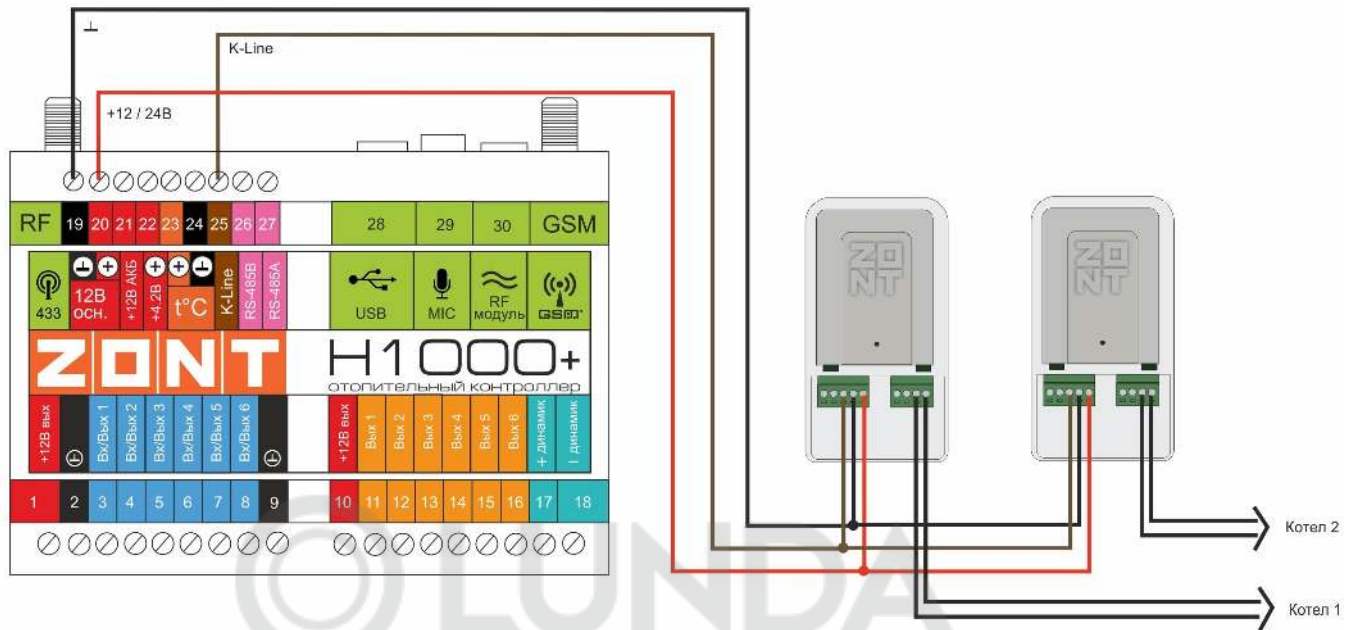 ⊥
K-Line
+12 / 24В
RF 19 20 21 22 23 24 25 26 27 28 29 30 GSM
433
12В
осн.
+12В АКБ
+4.2В
t°C
K-Line
RS-485B
RS-485A
USB
MIC
RF
модуль
GSM
ZONT
H1000+
отопительный контроллер
+12В вых
Вх/Вых 1
Вх/Вых 2
Вх/Вых 3
Вх/Вых 4
Вх/Вых 5
Вх/Вых 6
+12В вых
Вых 1
Вых 2
Вых 3
Вых 4
Вых 5
Вых 6
+ динамик
– динамик
1 2 3 4 5 6 7 8 9 10 11 12 13 14 15 16 17 18
ZONT
ZONT
Котел 2
Котел 1
LUNDA